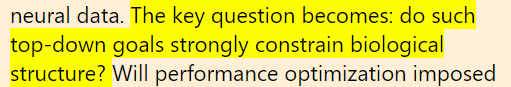 neural data. The key question becomes: do such
top-down goals strongly constrain biological
structure? Will performance optimization imposed